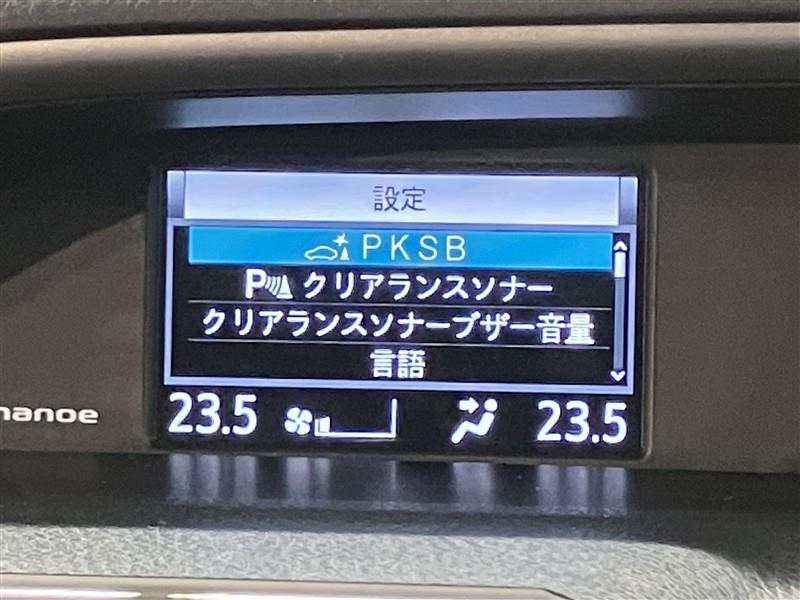 設定
PKSB
P クリアランスソナー
クリアランスソナーブザー音量
言語
23.5 23.5
nanoe